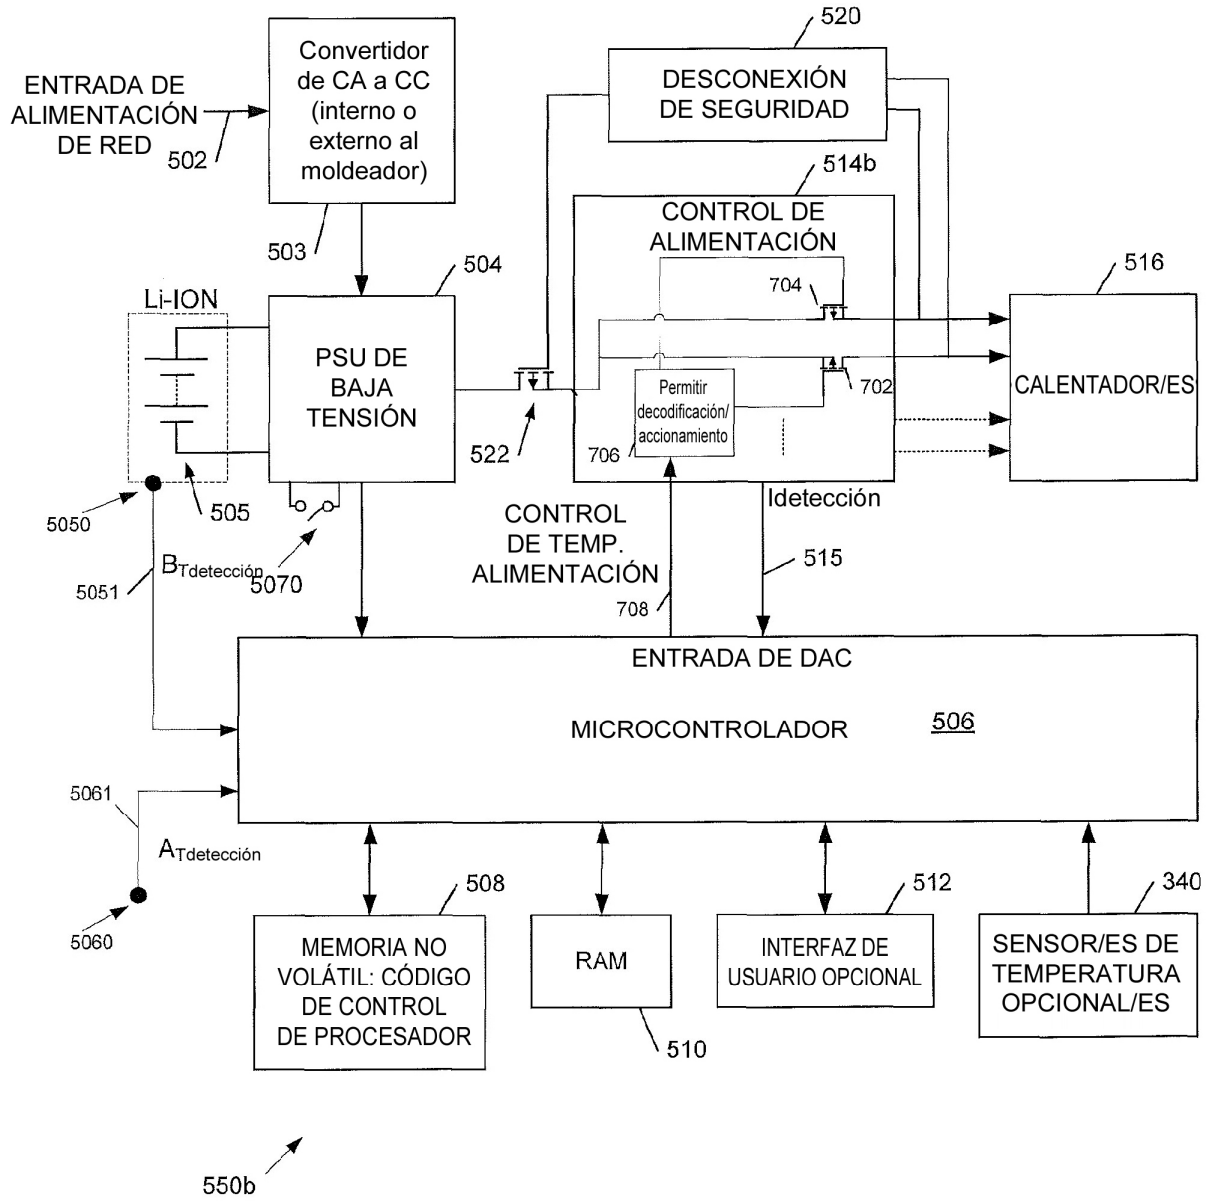 520
Convertidor
de CA a CC
(interno o
externo al
moldeador)
ENTRADA DE
ALIMENTACIÓN
DE RED
502
503
DESCONEXIÓN
DE SEGURIDAD
514b
CONTROL DE
ALIMENTACIÓN
504
516
704
Li-ION
PSU DE
BAJA
TENSIÓN
CALENTADOR/ES
702
Permitir
decodificación/
accionamiento
706
522
505
5050
Idetección
CONTROL
DE TEMP.
ALIMENTACIÓN
515
BTdetección
5070
5051
708
ENTRADA DE DAC
MICROCONTROLADOR
506
5061
ATdetección
5060
508
512
340
MEMORIA NO
VOLÁTIL: CÓDIGO
DE CONTROL
DE PROCESADOR
RAM
510
INTERFAZ DE
USUARIO OPCIONAL
SENSOR/ES DE
TEMPERATURA
OPCIONAL/ES
550b